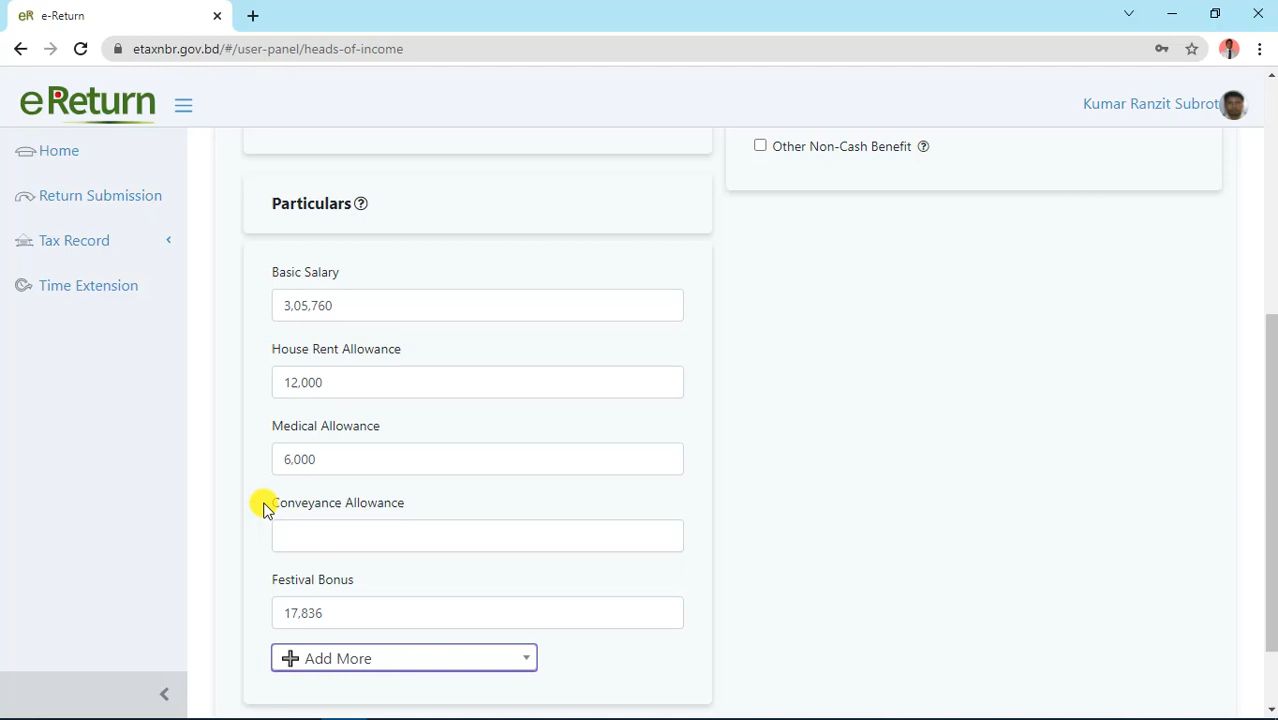 e-Return
etaxnbr.gov.bd/#/user-panel/heads-of-income
eReturn
Kumar Ranzit Subrot
Home
Return Submission
Tax Record
Time Extension
Other Non-Cash Benefit
Particulars
Basic Salary
3,05,760
House Rent Allowance
12,000
Medical Allowance
6,000
Conveyance Allowance
Festival Bonus
17,836
Add More